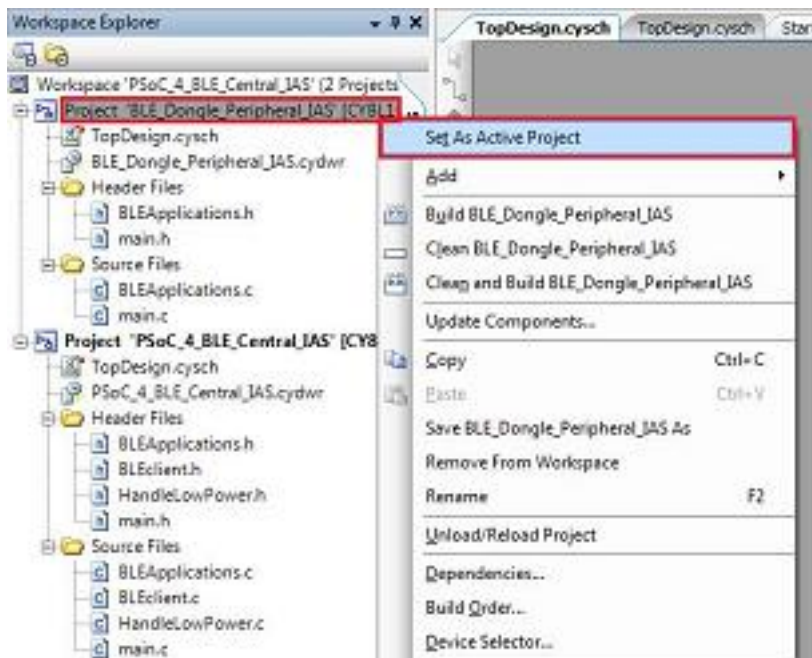 Workspace Explorer
TopDesign.cysch
TopDesign.cysch
Star
Workspace 'PSoC_4_BLE_Central_IAS' (2 Projects
Project 'BLE_Dongle_Peripheral_IAS' [CYBL1
TopDesign.cysch
BLE_Dongle_Peripheral_IAS.cydwr
Header Files
BLEApplications.h
main.h
Source Files
BLEApplications.c
main.c
Project 'PSoC_4_BLE_Central_IAS' [CY8
TopDesign.cysch
PSoC_4_BLE_Central_IAS.cydwr
Header Files
BLEApplications.h
BLEclient.h
HandleLowPower.h
main.h
Source Files
BLEApplications.c
BLEclient.c
HandleLowPower.c
main.c
Set As Active Project
Add
Build BLE_Dongle_Peripheral_IAS
Clean BLE_Dongle_Peripheral_IAS
Clean and Build BLE_Dongle_Peripheral_IAS
Update Components...
Copy Ctrl+C
Paste Ctrl+V
Save BLE_Dongle_Peripheral_IAS As
Remove From Workspace
Rename F2
Unload/Reload Project
Dependencies...
Build Order...
Device Selector...